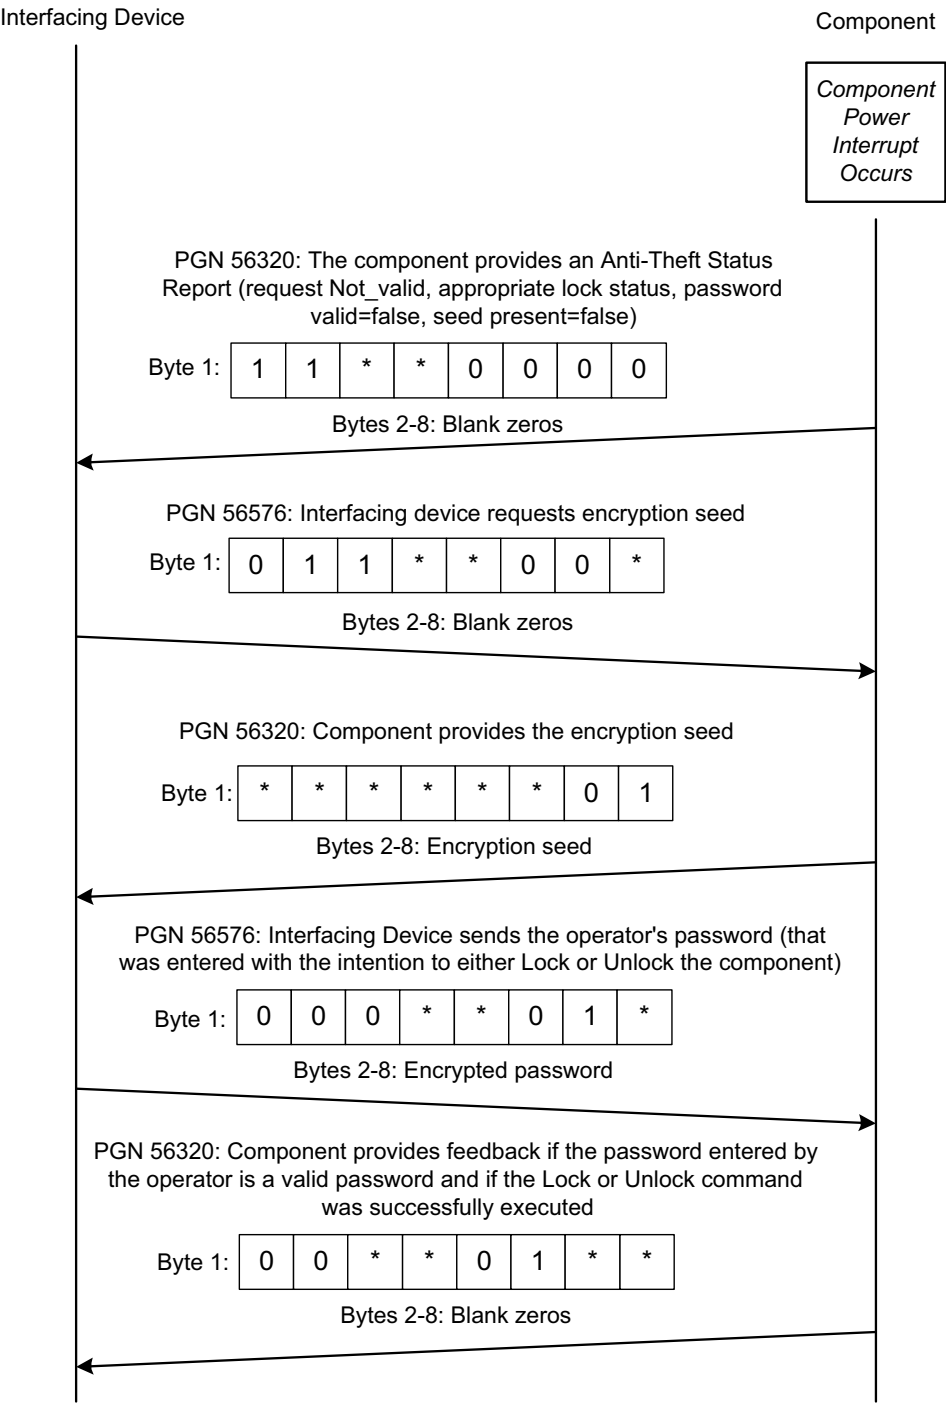 Interfacing Device
Component
Component
Power
Interrupt
Occurs
PGN 56320: The component provides an Anti-Theft Status
Report (request Not_valid, appropriate lock status, password
valid=false, seed present=false)
Byte 1: 1 1 * * 0 0 0 0
Bytes 2-8: Blank zeros
PGN 56576: Interfacing device requests encryption seed
Byte 1: 0 1 1 * * 0 0 *
Bytes 2-8: Blank zeros
PGN 56320: Component provides the encryption seed
Byte 1: * * * * * * 0 1
Bytes 2-8: Encryption seed
PGN 56576: Interfacing Device sends the operator's password (that
was entered with the intention to either Lock or Unlock the component)
Byte 1: 0 0 0 * * 0 1 *
Bytes 2-8: Encrypted password
PGN 56320: Component provides feedback if the password entered by
the operator is a valid password and if the Lock or Unlock command
was successfully executed
Byte 1: 0 0 * * 0 1 * *
Bytes 2-8: Blank zeros